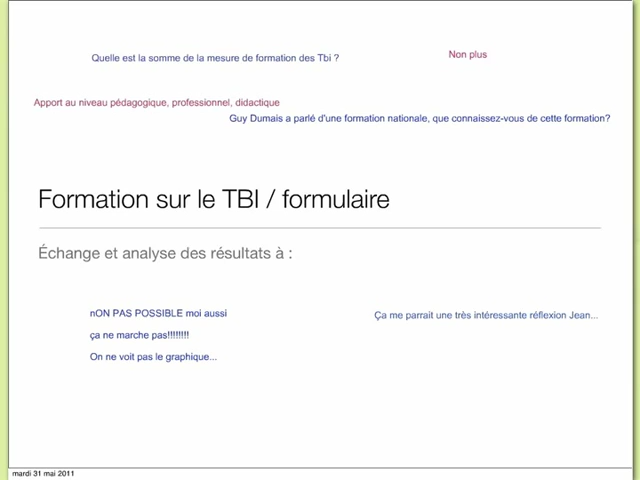 Quelle est la somme de la mesure de formation des Tbi ?
Non plus
Apport au niveau pédagogique, professionnel, didactique
Guy Dumais a parlé d'une formation nationale, que connaissez-vous de cette formation?
Formation sur le TBI / formulaire
Échange et analyse des résultats à :
nON PAS POSSIBLE moi aussi
Ça me parrait une très intéressante réflexion Jean...
ça ne marche pas!!!!!!!!
On ne voit pas le graphique...
mardi 31 mai 2011